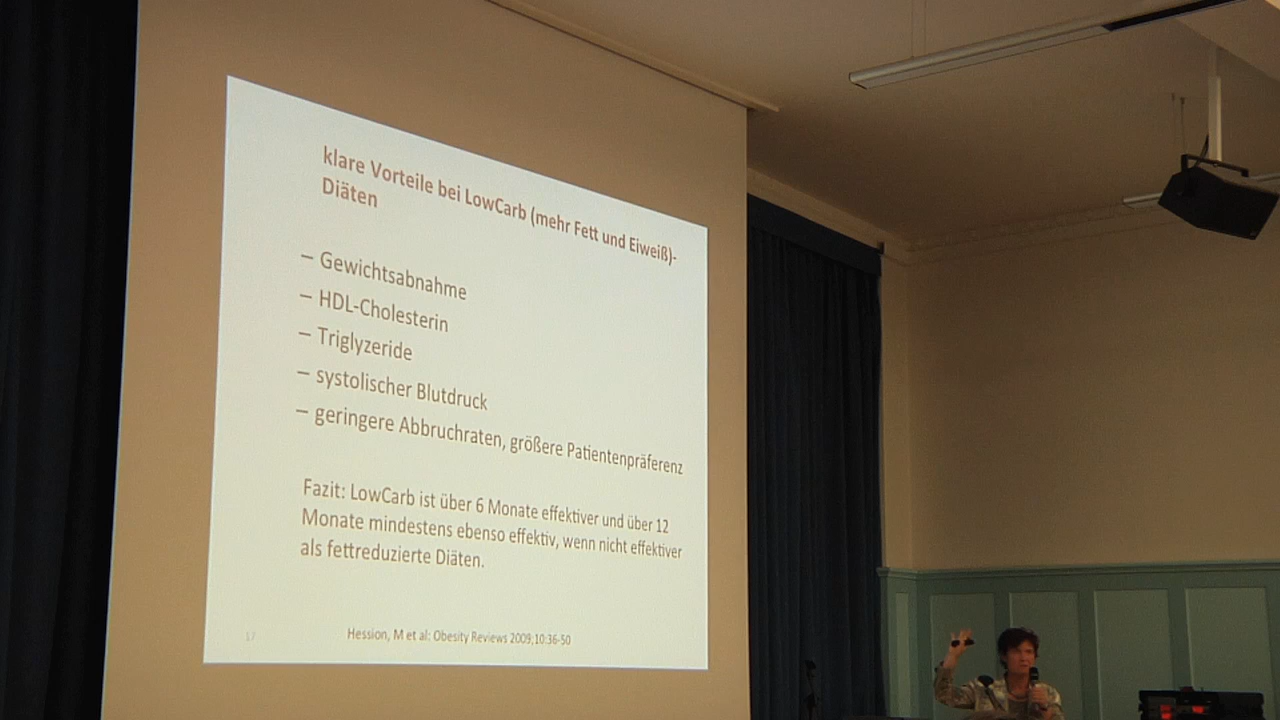 klare Vorteile bei LowCarb (mehr Fett und Eiweiß)-
Diäten
– Gewichtsabnahme
– HDL-Cholesterin
– Triglyzeride
– systolischer Blutdruck
– geringere Abbruchraten, größere Patientenpräferenz
Fazit: LowCarb ist über 6 Monate effektiver und über 12
Monate mindestens ebenso effektiv, wenn nicht effektiver
als fettreduzierte Diäten.
17
Hession, M et al: Obesity Reviews 2009;10:36-50